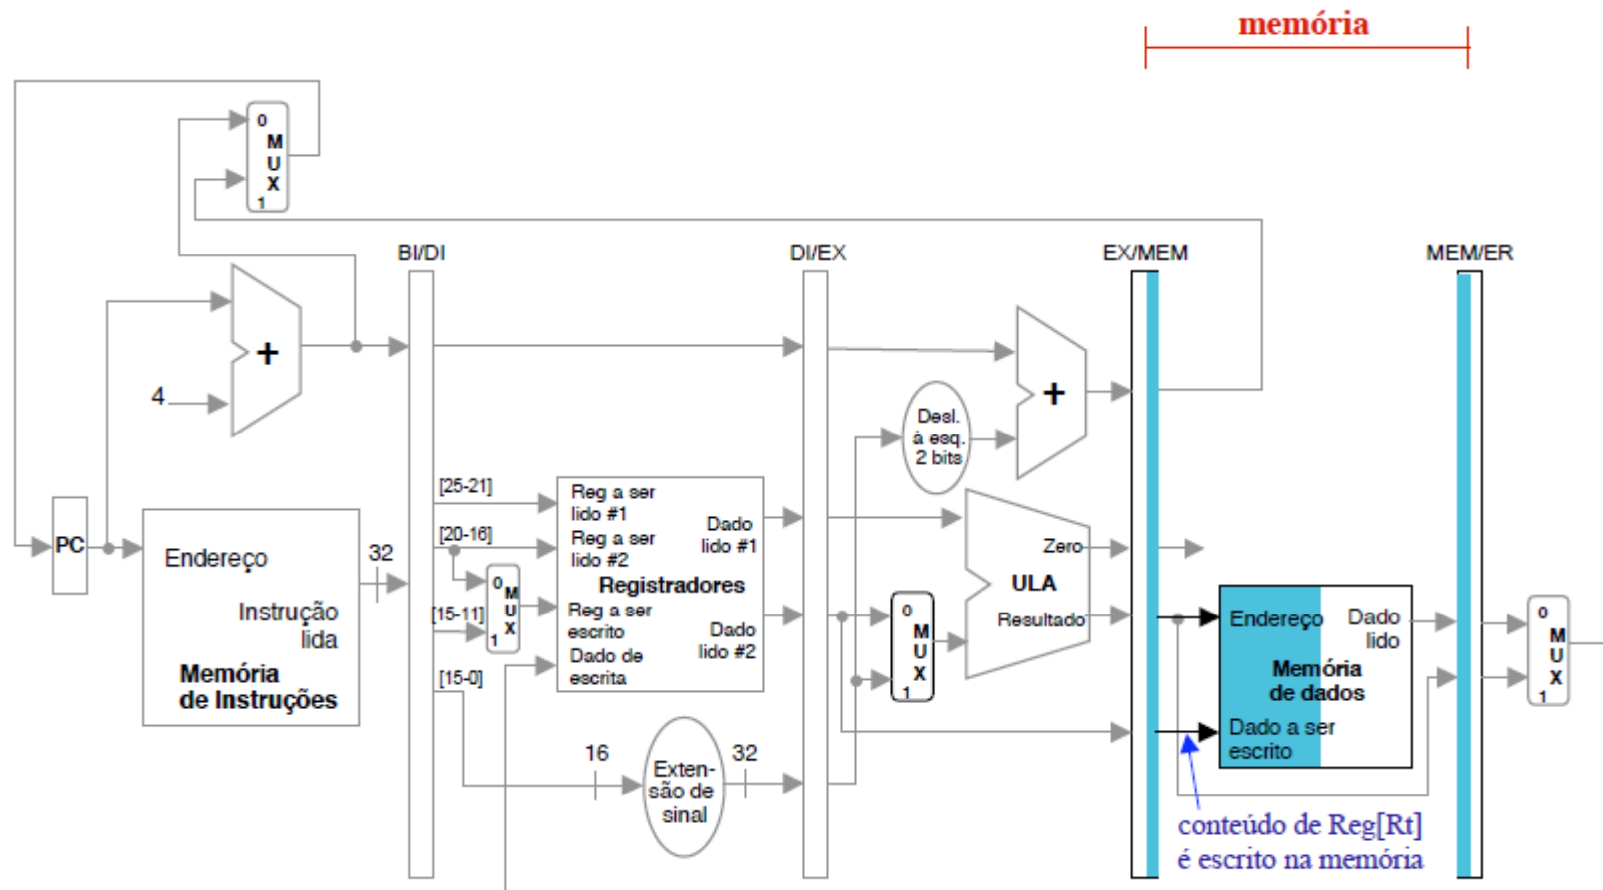 memória
0
M
U
X
1
BI/DI
DI/EX
EX/MEM
MEM/ER
+
4
+
Desl.
à esq.
2 bits
[25-21]
Reg a ser
lido #1
Dado
lido #1
[20-16]
Reg a ser
lido #2
PC
Endereço
32
Instrução
lida
Memória
de Instruções
0
M
U
X
1
[15-11]
Registradores
Reg a ser
escrito
Dado
lido #2
Dado de
escrita
[15-0]
Zero
ULA
Resultado
0
M
U
X
1
Endereço
Dado
lido
Memória
de dados
Dado a ser
escrito
0
M
U
X
1
16
Exten-
são de
sinal
32
conteúdo de Reg[Rt]
é escrito na memória